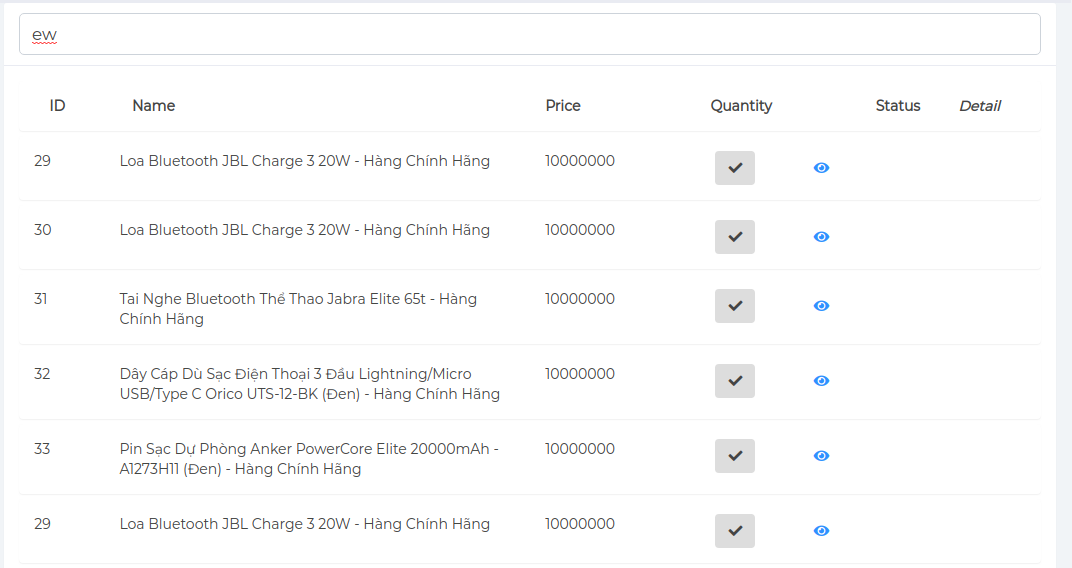 ew
ID Name Price Quantity Status Detail
29 Loa Bluetooth JBL Charge 3 20W - Hàng Chính Hãng 10000000
30 Loa Bluetooth JBL Charge 3 20W - Hàng Chính Hãng 10000000
31 Tai Nghe Bluetooth Thể Thao Jabra Elite 65t - Hàng 10000000
Chính Hãng
32 Dây Cáp Dù Sạc Điện Thoại 3 Đầu Lightning/Micro 10000000
USB/Type C Orico UTS-12-BK (Đen) - Hàng Chính Hãng
33 Pin Sạc Dự Phòng Anker PowerCore Elite 20000mAh - 10000000
A1273H11 (Đen) - Hàng Chính Hãng
29 Loa Bluetooth JBL Charge 3 20W - Hàng Chính Hãng 10000000